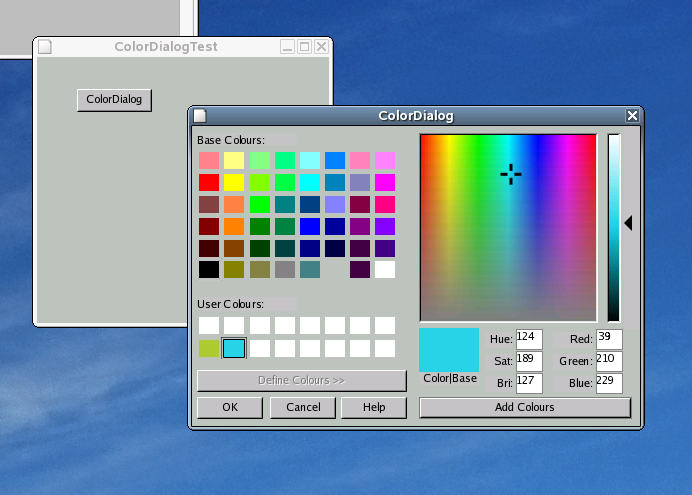 ColorDialogTest
ColorDialog
ColorDialog
Base Colours:
User Colours:
Define Colours >>
OK Cancel Help
Hue: 124 Red: 39
Sat: 189 Green: 210
Bri: 127 Blue: 229
Color|Base
Add Colours